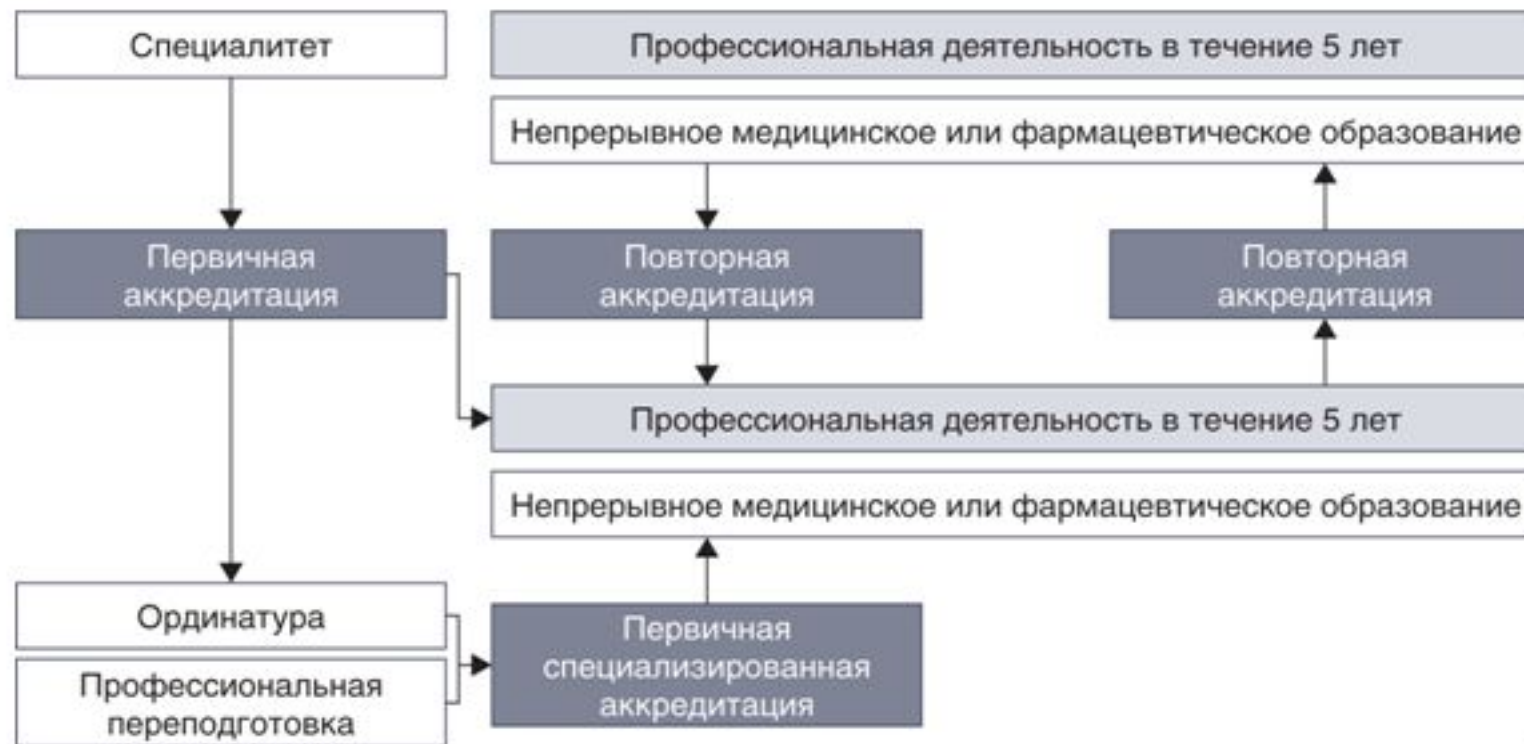 Специалитет
Профессиональная деятельность в течение 5 лет
Непрерывное медицинское или фармацевтическое образование
Первичная
аккредитация
Повторная
аккредитация
Повторная
аккредитация
Профессиональная деятельность в течение 5 лет
Непрерывное медицинское или фармацевтическое образование
Ординатура
Профессиональная
переподготовка
Первичная
специализированная
аккредитация